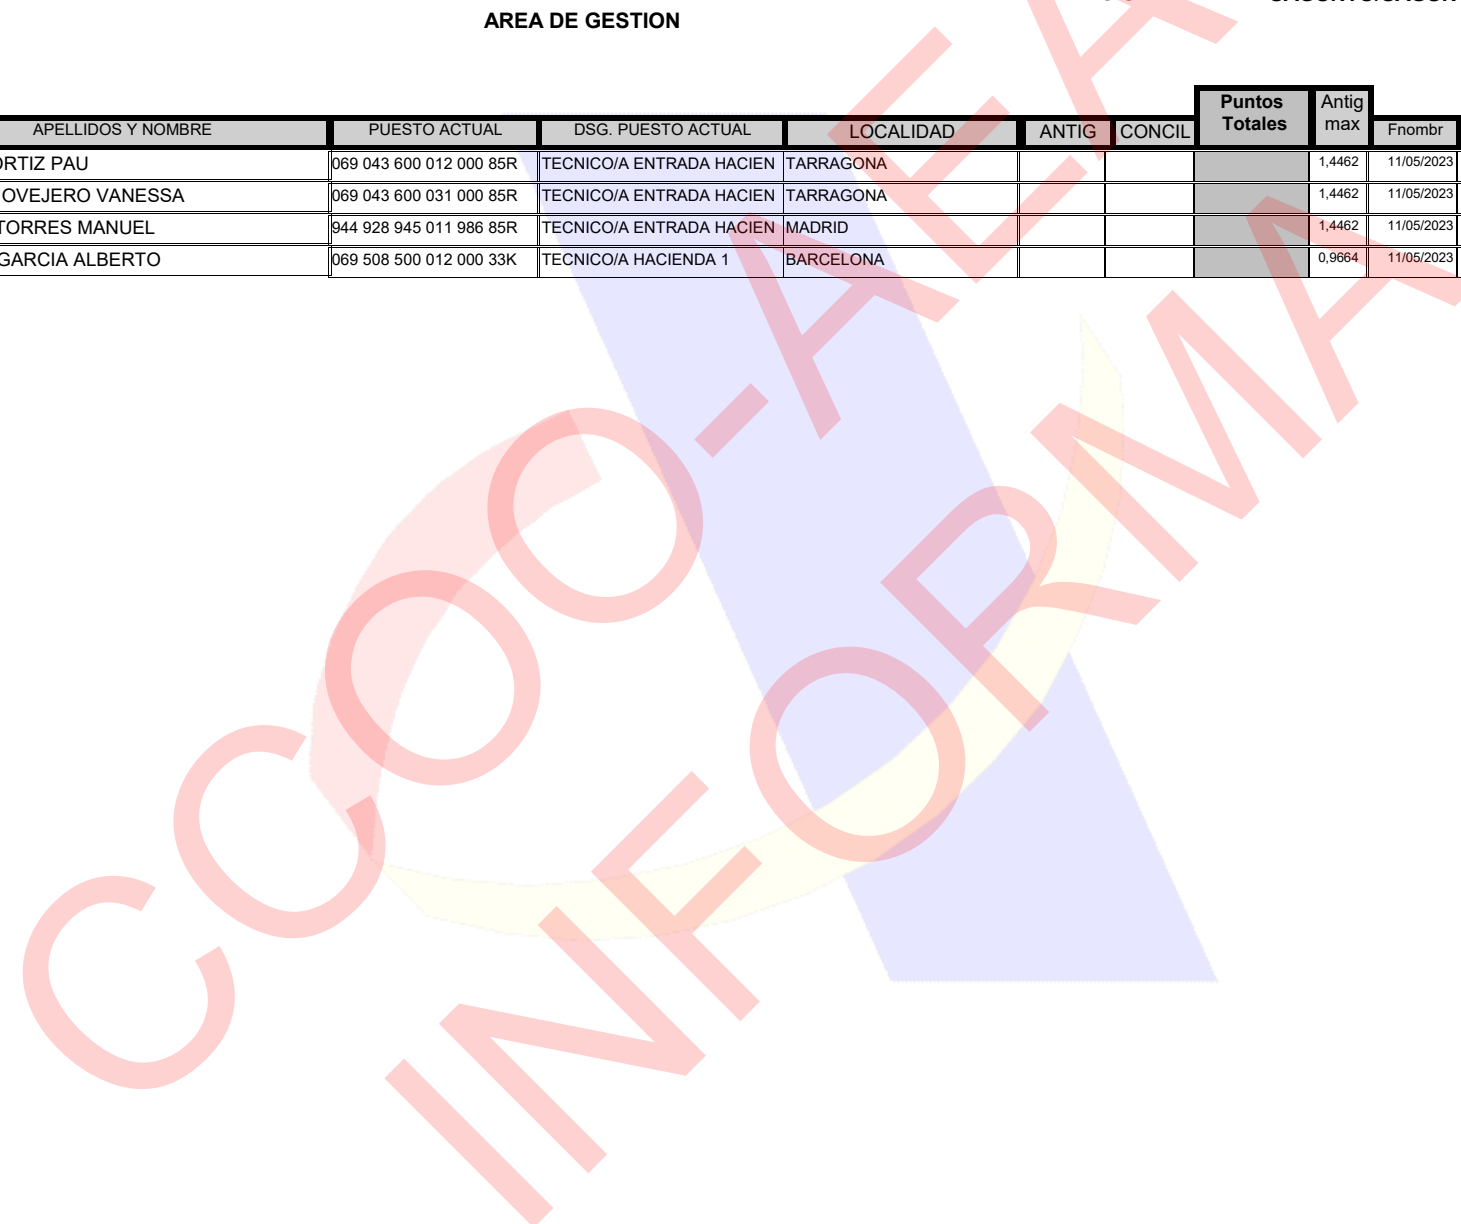 AREA DE GESTION
Puntos Totales Antig max
APELLIDOS Y NOMBRE PUESTO ACTUAL DSG. PUESTO ACTUAL LOCALIDAD ANTIG CONCIL Fnombr
ORTIZ PAU 069 043 600 012 000 85R TECNICO/A ENTRADA HACIEN TARRAGONA 1,4462 11/05/2023
OVEJERO VANESSA 069 043 600 031 000 85R TECNICO/A ENTRADA HACIEN TARRAGONA 1,4462 11/05/2023
TORRES MANUEL 944 928 945 011 986 85R TECNICO/A ENTRADA HACIEN MADRID 1,4462 11/05/2023
GARCIA ALBERTO 069 508 500 012 000 33K TECNICO/A HACIENDA 1 BARCELONA 0,9664 11/05/2023
CCOO-AEA
INFORMA